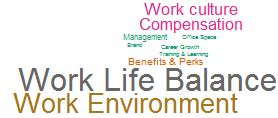 Work culture
Compensation
Management Office Space
Brand Career Growth
Training & Learning
Benefits & Perks
Work Life Balance
Work Environment